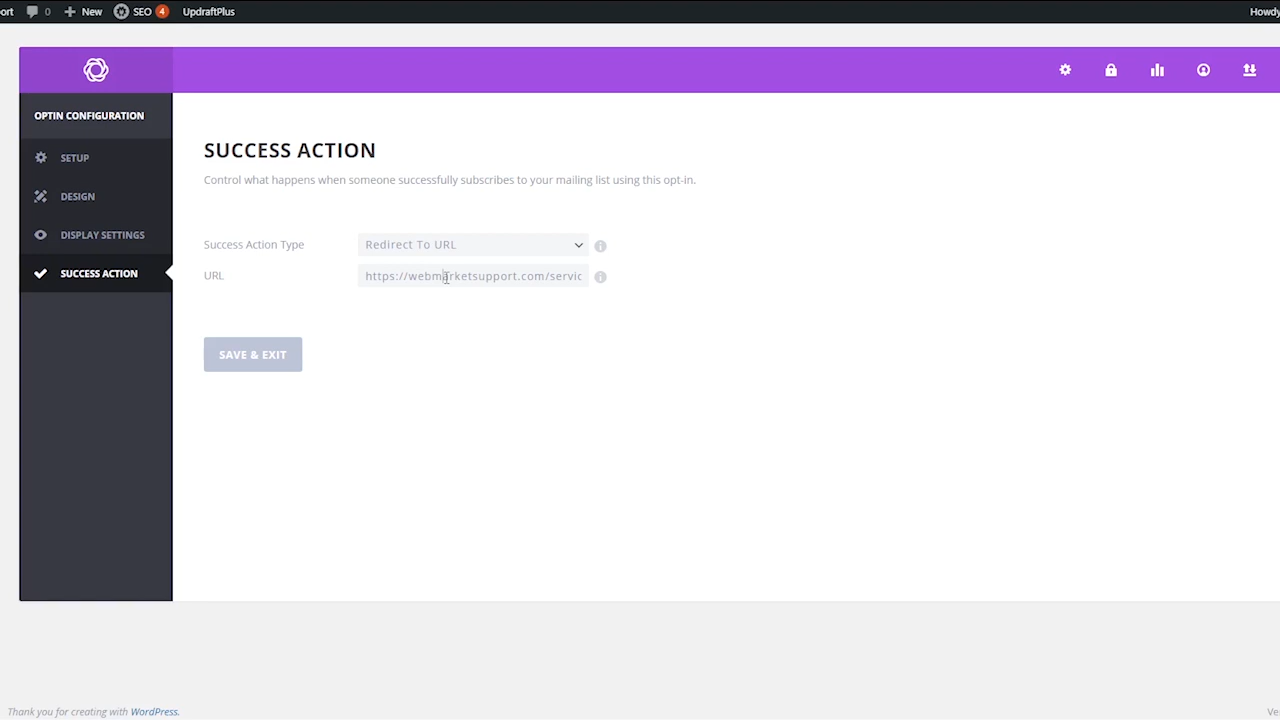 ort 0 New SEO 4 UpdraftPlus Howdy
OPTIN CONFIGURATION
SETUP
DESIGN
DISPLAY SETTINGS
SUCCESS ACTION
SUCCESS ACTION
Control what happens when someone successfully subscribes to your mailing list using this opt-in.
Success Action Type Redirect To URL
URL https://webmarketsupport.com/servic
SAVE & EXIT
Thank you for creating with WordPress. Ve